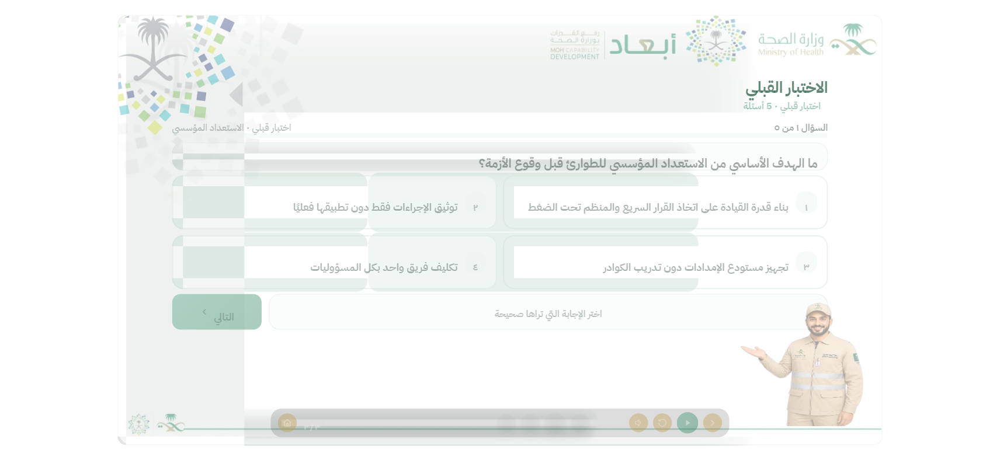 وزارة الصحة
Ministry of Health
أبعاد
رفع القدرات
بوزارة الصحة
MOH CAPABILITY
DEVELOPMENT
الاختبار القبلي
اختبار قبلي • 5 أسئلة
السؤال ١ من ٥
اختبار قبلي • الاستعداد المؤسسي
ما الهدف الأساسي من الاستعداد المؤسسي للطوارئ قبل وقوع الأزمة؟
١ بناء قدرة القيادة على اتخاذ القرار السريع والمنظم تحت الضغط
٢ توثيق الإجراءات فقط دون تطبيقها فعليًا
٣ تجهيز مستودع الإمدادات دون تدريب الكوادر
٤ تكليف فريق واحد بكل المسؤوليات
اختر الإجابة التي تراها صحيحة
التالي